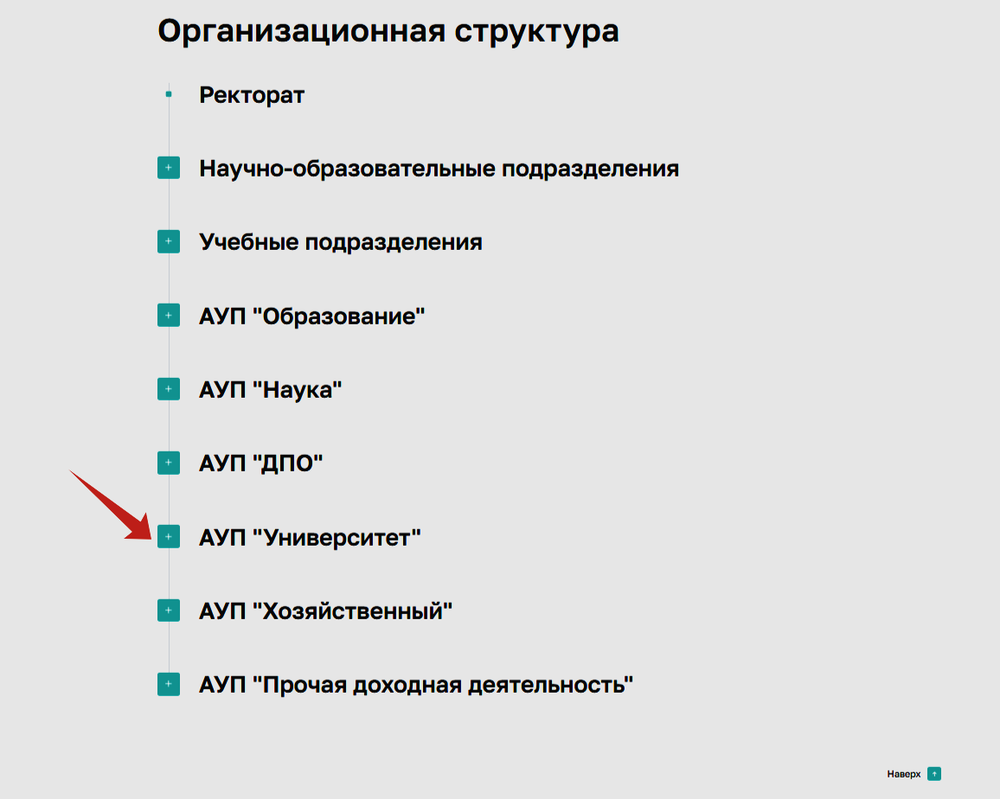 Организационная структура
Ректорат
Научно-образовательные подразделения
Учебные подразделения
АУП "Образование"
АУП "Наука"
АУП "ДПО"
АУП "Университет"
АУП "Хозяйственный"
АУП "Прочая доходная деятельность"
Наверх